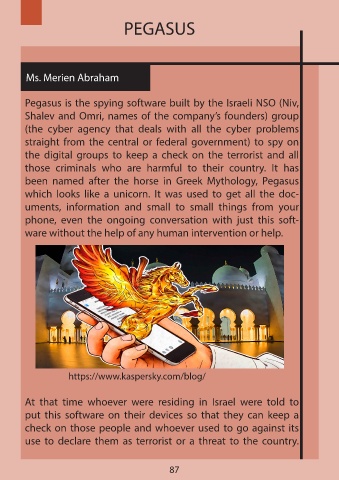 PEGASUS
Ms. Merien Abraham
Pegasus is the spying software built by the Israeli NSO (Niv,
Shalev and Omri, names of the company's founders) group
(the cyber agency that deals with all the cyber problems
straight from the central or federal government) to spy on
the digital groups to keep a check on the terrorist and all
those criminals who are harmful to their country. It has
been named after the horse in Greek Mythology, Pegasus
which looks like a unicorn. It was used to get all the doc-
uments, information and small to small things from your
phone, even the ongoing conversation with just this soft-
ware without the help of any human intervention or help.
https://www.kaspersky.com/blog/
At that time whoever were residing in Israel were told to
put this software on their devices so that they can keep a
check on those people and whoever used to go against its
use to declare them as terrorist or a threat to the country.
87